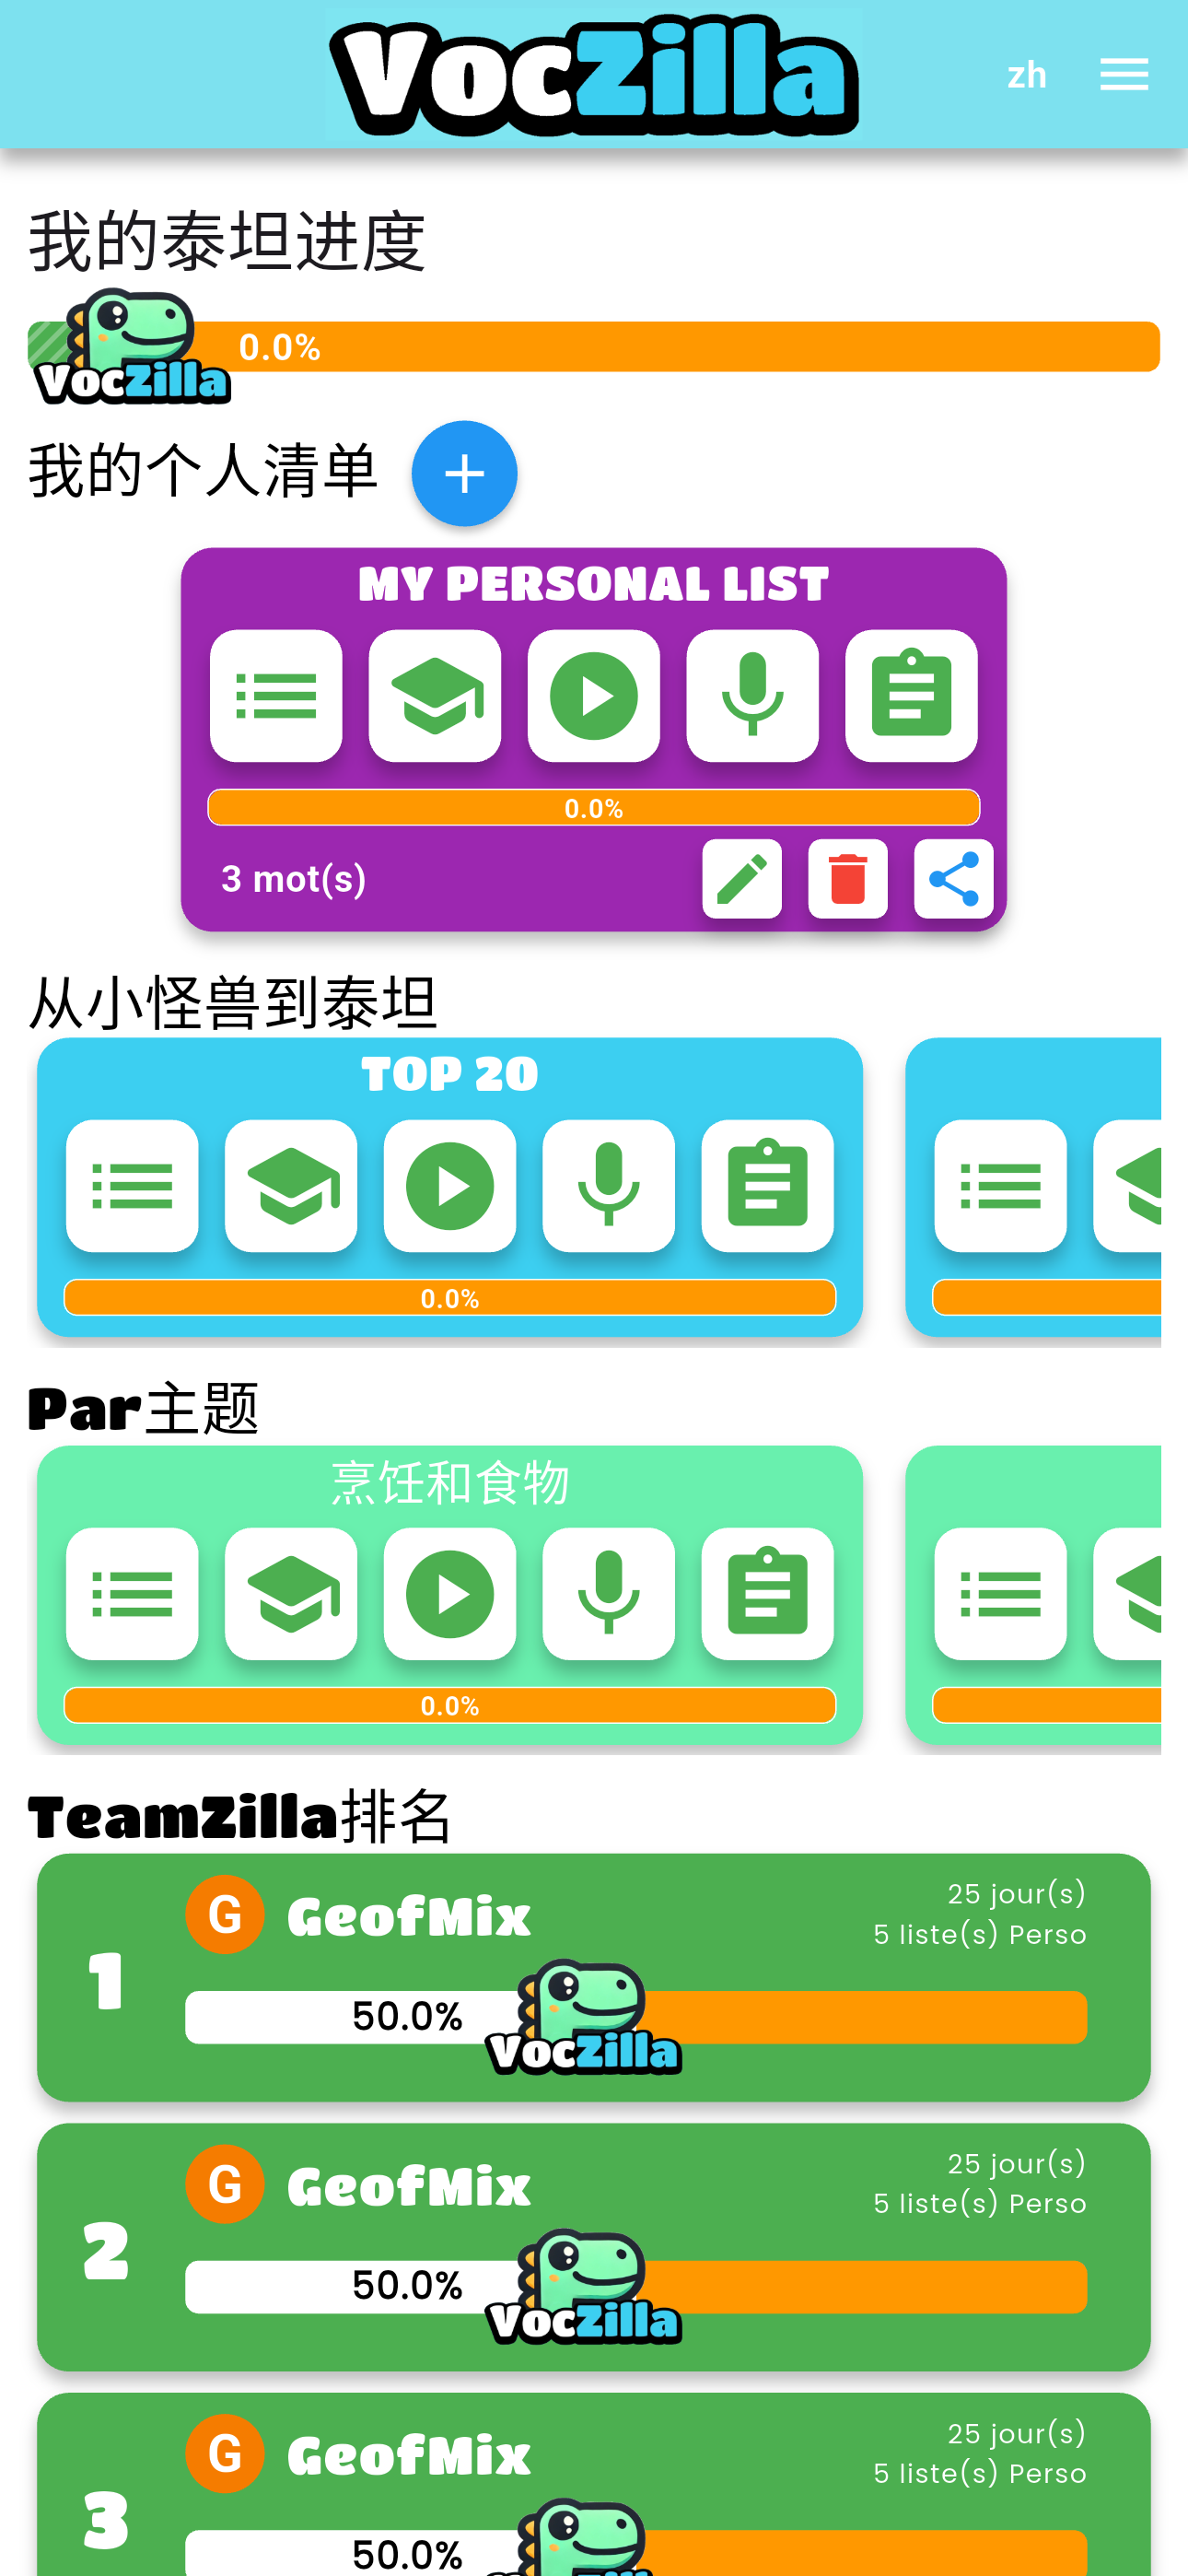 VocZilla
zh
我的泰坦进度
0.0%
VocZilla
我的个人清单
MY PERSONAL LIST
0.0%
3 mot(s)
从小怪兽到泰坦
TOP 20
0.0%
Par主题
烹饪和食物
0.0%
TeamZilla排名
1
G
GeofMix
25 jour(s)
5 liste(s) Perso
50.0%
VocZilla
2
G
GeofMix
25 jour(s)
5 liste(s) Perso
50.0%
VocZilla
3
G
GeofMix
25 jour(s)
5 liste(s) Perso
50.0%